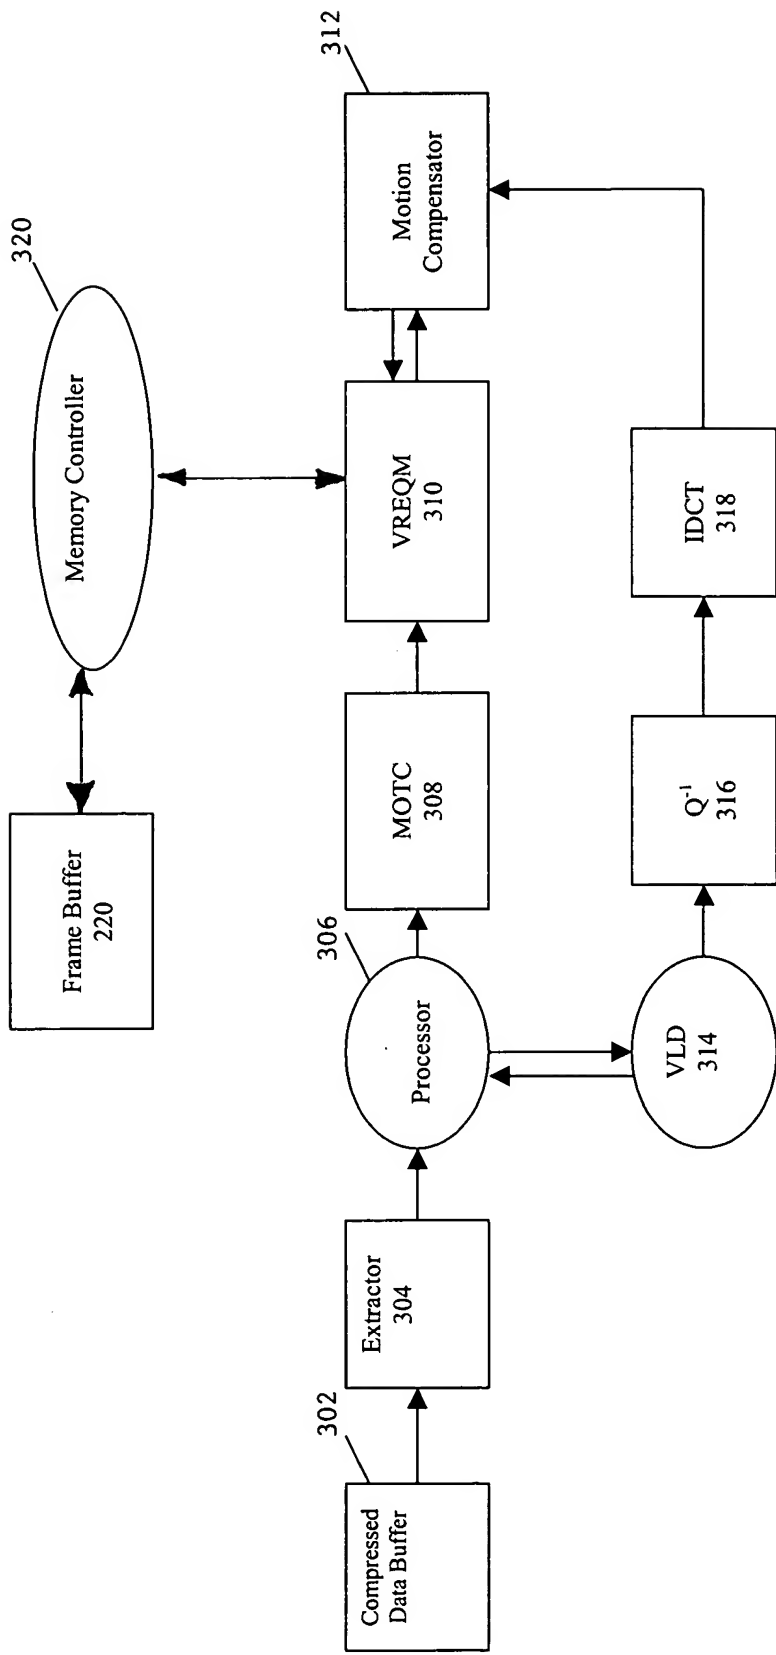 320
Memory Controller
Frame Buffer
220
312
Motion
Compensator
VREQM
310
MOTC
308
306
Processor
Extractor
304
302
Compressed
Data Buffer
IDCT
318
Q⁻¹
316
VLD
314